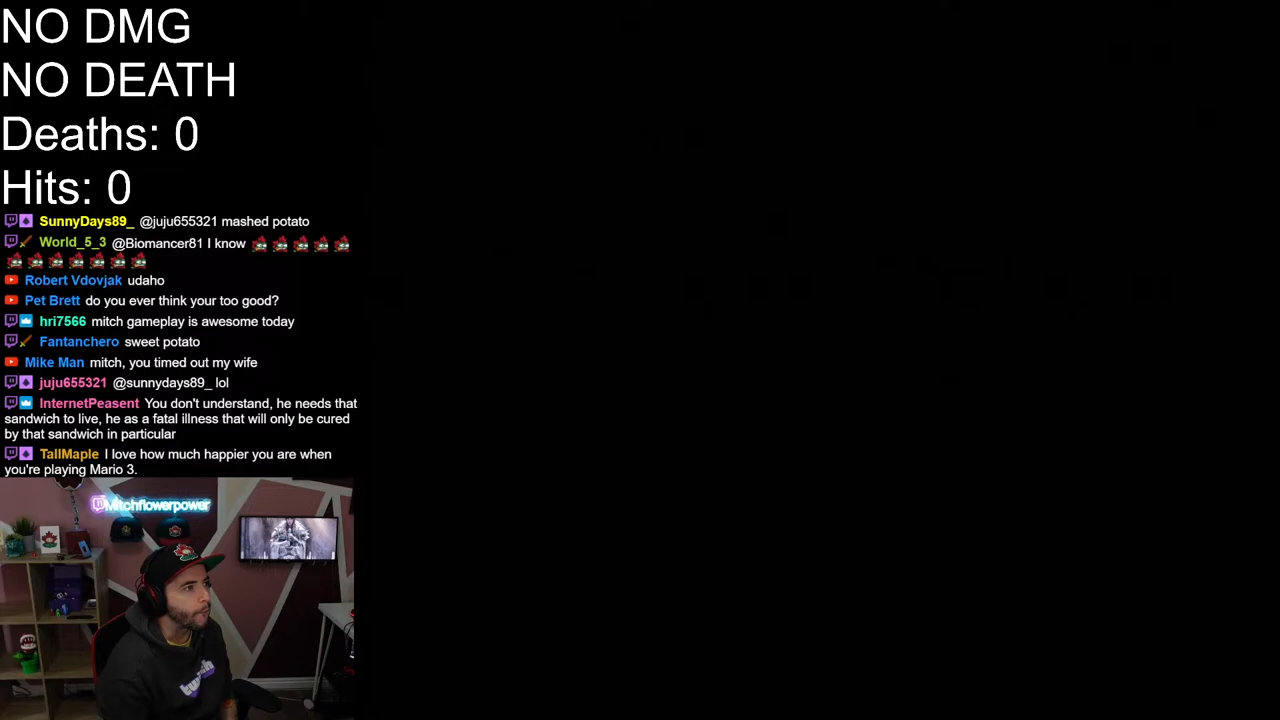 NO DMG
NO DEATH
Deaths: 0
Hits: 0
SunnyDays89_ @juju655321 mashed potato
World_5_3 @Biomancer81 I know
Robert Vdovjak udaho
Pet Brett do you ever think your too good?
hri7566 mitch gameplay is awesome today
Fantanchero sweet potato
Mike Man mitch, you timed out my wife
juju655321 @sunnydays89_ lol
InternetPeasent You don't understand, he needs that
sandwich to live, he as a fatal illness that will only be cured
by that sandwich in particular
TallMaple I love how much happier you are when
you're playing Mario 3.
Mitchflowerpower
twitch